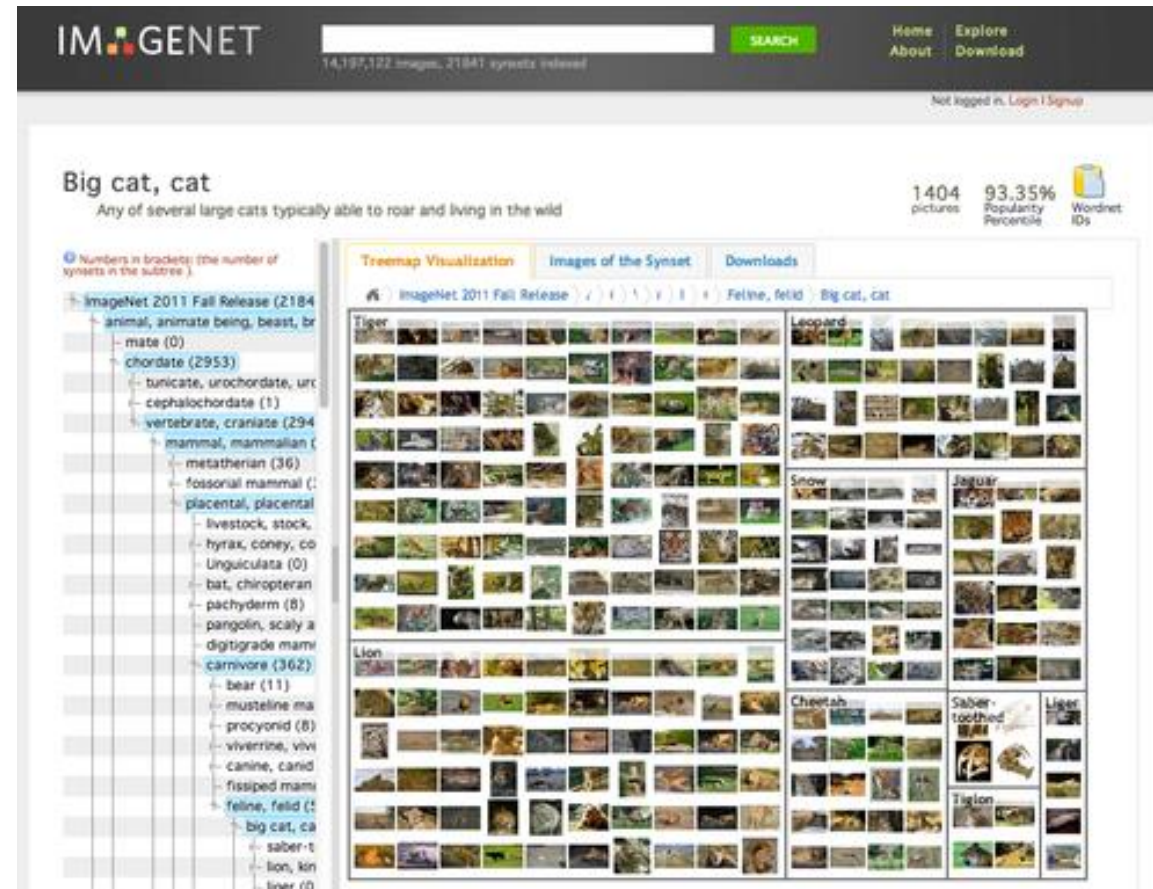 IMAGENET
SEARCH
Home Explore
About Download
14,197,122 images, 21841 synsets indexed
Not logged in. Login I Signup
Big cat, cat
Any of several large cats typically able to roar and living in the wild
1404
pictures
93.35%
Popularity
Percentile
Wordnet
IDs
Numbers in brackets: (the number of
synsets in the subtree ).
ImageNet 2011 Fall Release (2184
animal, animate being, beast, br
mate (0)
chordate (2953)
tunicate, urochordate, urc
cephalochordate (1)
vertebrate, craniate (294
mammal, mammalian (
metatherian (36)
fossorial mammal (
placental, placental
livestock, stock,
hyrax, coney, co
Unguiculata (0)
bat, chiropteran
pachyderm (8)
pangolin, scaly a
digitigrade mam
carnivore (362)
bear (11)
musteline ma
procyonid (8)
viverrine, vive
canine, canid
fissiped mam
feline, felid (
big cat, ca
saber-t
lion, kin
liger (0
Treemap Visualization
Images of the Synset
Downloads
ImageNet 2011 Fall Release
Feline, felid
Big cat, cat
Tiger
Leopard
Snow
Jaguar
Lion
Cheetah
Saber-
toothed
Liger
Tiglon